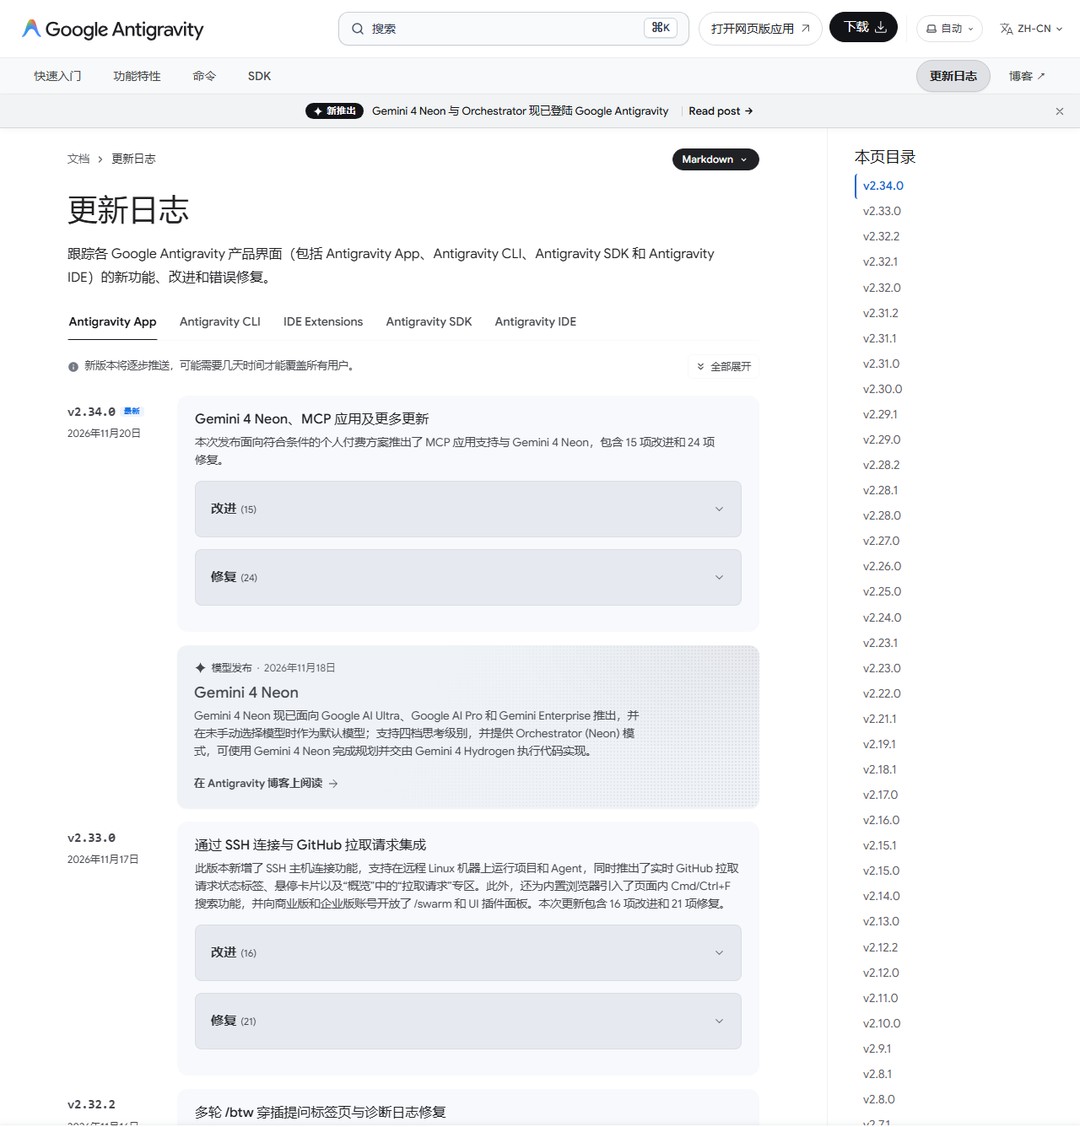 Google Antigravity
搜索
⌘K
打开网页版应用
下载
自动
ZH-CN
快速入门
功能特性
命令
SDK
更新日志
博客
新推出
Gemini 4 Neon 与 Orchestrator 现已登陆 Google Antigravity
Read post →
文档 › 更新日志
Markdown
更新日志
跟踪各 Google Antigravity 产品界面（包括 Antigravity App、Antigravity CLI、Antigravity SDK 和 Antigravity
IDE）的新功能、改进和错误修复。
Antigravity App
Antigravity CLI
IDE Extensions
Antigravity SDK
Antigravity IDE
新版本将逐步推送，可能需要几天时间才能覆盖所有用户。
全部展开
v2.34.0 最新
2026年11月20日
Gemini 4 Neon、MCP 应用及更多更新
本次发布面向符合条件的个人付费方案推出了 MCP 应用支持与 Gemini 4 Neon，包含 15 项改进和 24 项
修复。
改进 (15)
修复 (24)
模型发布 · 2026年11月18日
Gemini 4 Neon
Gemini 4 Neon 现已面向 Google AI Ultra、Google AI Pro 和 Gemini Enterprise 推出，并
在未手动选择模型时作为默认模型；支持四档思考级别，并提供 Orchestrator (Neon) 模
式，可使用 Gemini 4 Neon 完成规划并交由 Gemini 4 Hydrogen 执行代码实现。
在 Antigravity 博客上阅读 →
v2.33.0
2026年11月17日
通过 SSH 连接与 GitHub 拉取请求集成
此版本新增了 SSH 主机连接功能，支持在远程 Linux 机器上运行项目和 Agent，同时推出了实时 GitHub 拉取
请求状态标签、悬停卡片以及“概览”中的“拉取请求”专区。此外，还为内置浏览器引入了页面内 Cmd/Ctrl+F
搜索功能，并向商业版和企业版账号开放了 /swarm 和 UI 插件面板。本次更新包含 16 项改进和 21 项修复。
改进 (16)
修复 (21)
v2.32.2
2026年11月16日
多轮 /btw 穿插提问标签页与诊断日志修复
本页目录
v2.34.0
v2.33.0
v2.32.2
v2.32.1
v2.32.0
v2.31.2
v2.31.1
v2.31.0
v2.30.0
v2.29.1
v2.29.0
v2.28.2
v2.28.1
v2.28.0
v2.27.0
v2.26.0
v2.25.0
v2.24.0
v2.23.1
v2.23.0
v2.22.0
v2.21.1
v2.19.1
v2.18.1
v2.17.0
v2.16.0
v2.15.1
v2.15.0
v2.14.0
v2.13.0
v2.12.2
v2.12.0
v2.11.0
v2.10.0
v2.9.1
v2.8.1
v2.8.0
v2.7.1